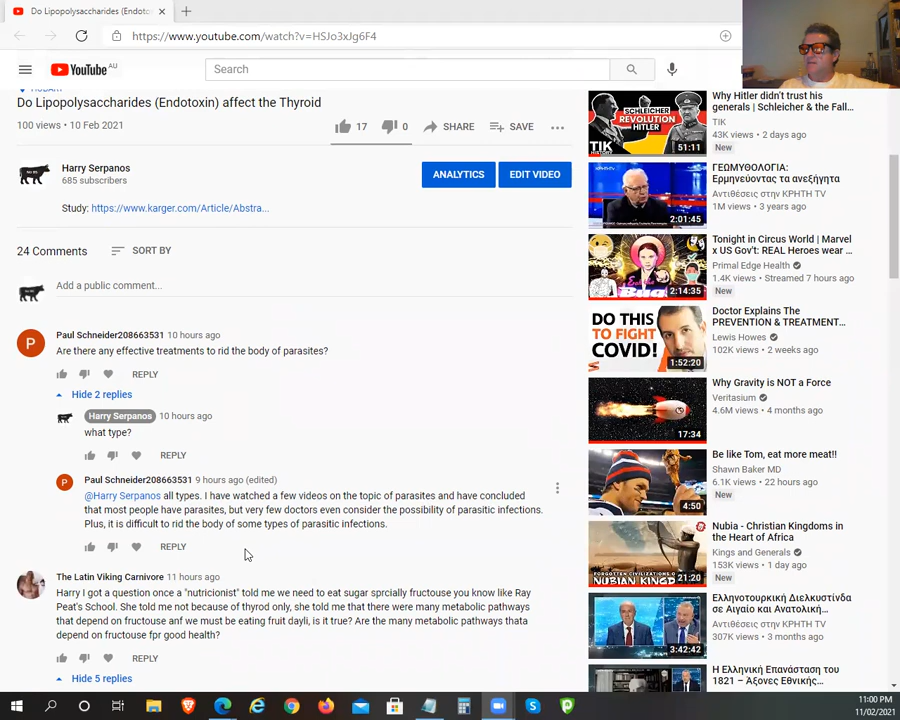 Do Lipopolysaccharides (Endotox
https://www.youtube.com/watch?v=HSJo3xJg6F4
YouTube AU
Search
Do Lipopolysaccharides (Endotoxin) affect the Thyroid
100 views • 10 Feb 2021
17
0
SHARE
SAVE
Harry Serpanos
685 subscribers
ANALYTICS
EDIT VIDEO
Study: https://www.karger.com/Article/Abstra...
24 Comments
SORT BY
Add a public comment...
P
Paul Schneider208663531 10 hours ago
Are there any effective treatments to rid the body of parasites?
REPLY
Hide 2 replies
Harry Serpanos 10 hours ago
what type?
REPLY
P
Paul Schneider208663531 9 hours ago (edited)
@Harry Serpanos all types. I have watched a few videos on the topic of parasites and have concluded
that most people have parasites, but very few doctors even consider the possibility of parasitic infections.
Plus, it is difficult to rid the body of some types of parasitic infections.
REPLY
The Latin Viking Carnivore 11 hours ago
Harry I got a question once a "nutricionist" told me we need to eat sugar sprcially fructouse you know like Ray
Peat's School. She told me not because of thyrod only, she told me that there were many metabolic pathways
that depend on fructouse anf we must be eating fruit dayli, is it true? Are the many metabolic pathways thata
depend on fructouse fpr good health?
REPLY
Hide 5 replies
SCHLEICHER
REVOLUTION
HITLER
TIK
51:11
Why Hitler didn't trust his
generals | Schleicher & the Fall...
TIK
43K views • 2 days ago
New
2:01:45
ΓΕΩΜΥΘΟΛΟΓΙΑ:
Ερμηνεύοντας τα ανεξήγητα
Αντιθέσεις στην ΚΡΗΤΗ TV
1M views • 3 years ago
2:14:35
Tonight in Circus World | Marvel
x US Gov't: REAL Heroes wear ...
Primal Edge Health
1.4K views • Streamed 7 hours ago
New
DO THIS
TO FIGHT
COVID!
1:52:20
Doctor Explains The
PREVENTION & TREATMENT...
Lewis Howes
102K views • 2 weeks ago
17:34
Why Gravity is NOT a Force
Veritasium
4.6M views • 4 months ago
4:50
Be like Tom, eat more meat!!
Shawn Baker MD
6.1K views • 22 hours ago
New
FORGOTTEN CIVILIZATIONS OF
NUBIAN KINGD
21:20
Nubia - Christian Kingdoms in
the Heart of Africa
Kings and Generals
153K views • 1 day ago
New
3:42:42
Ελληνοτουρκική Διελκυστίνδα
σε Αιγαίο και Ανατολική...
Αντιθέσεις στην ΚΡΗΤΗ TV
307K views • 3 months ago
Η Ελληνική Επανάσταση του
1821 – Άξονες Εθνικής...
11:00 PM
11/02/2021